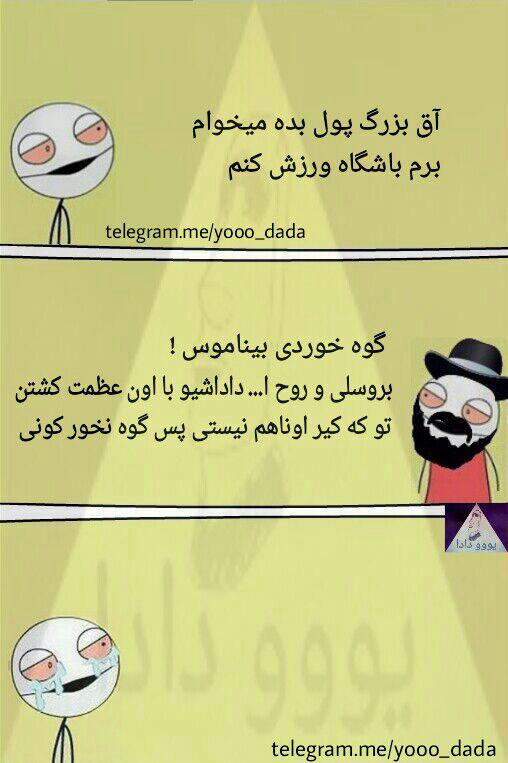 آق بزرگ پول بده میخوام
برم باشگاه ورزش کنم
telegram.me/yooo_dada
گوه خوردی بیناموس !
بروسلی و روح ا... داداشیو با اون عظمت کشتن
تو که کیر اوناهم نیستی پس گوه نخور کونی
یووو دادا
یووو دادا
telegram.me/yooo_dada